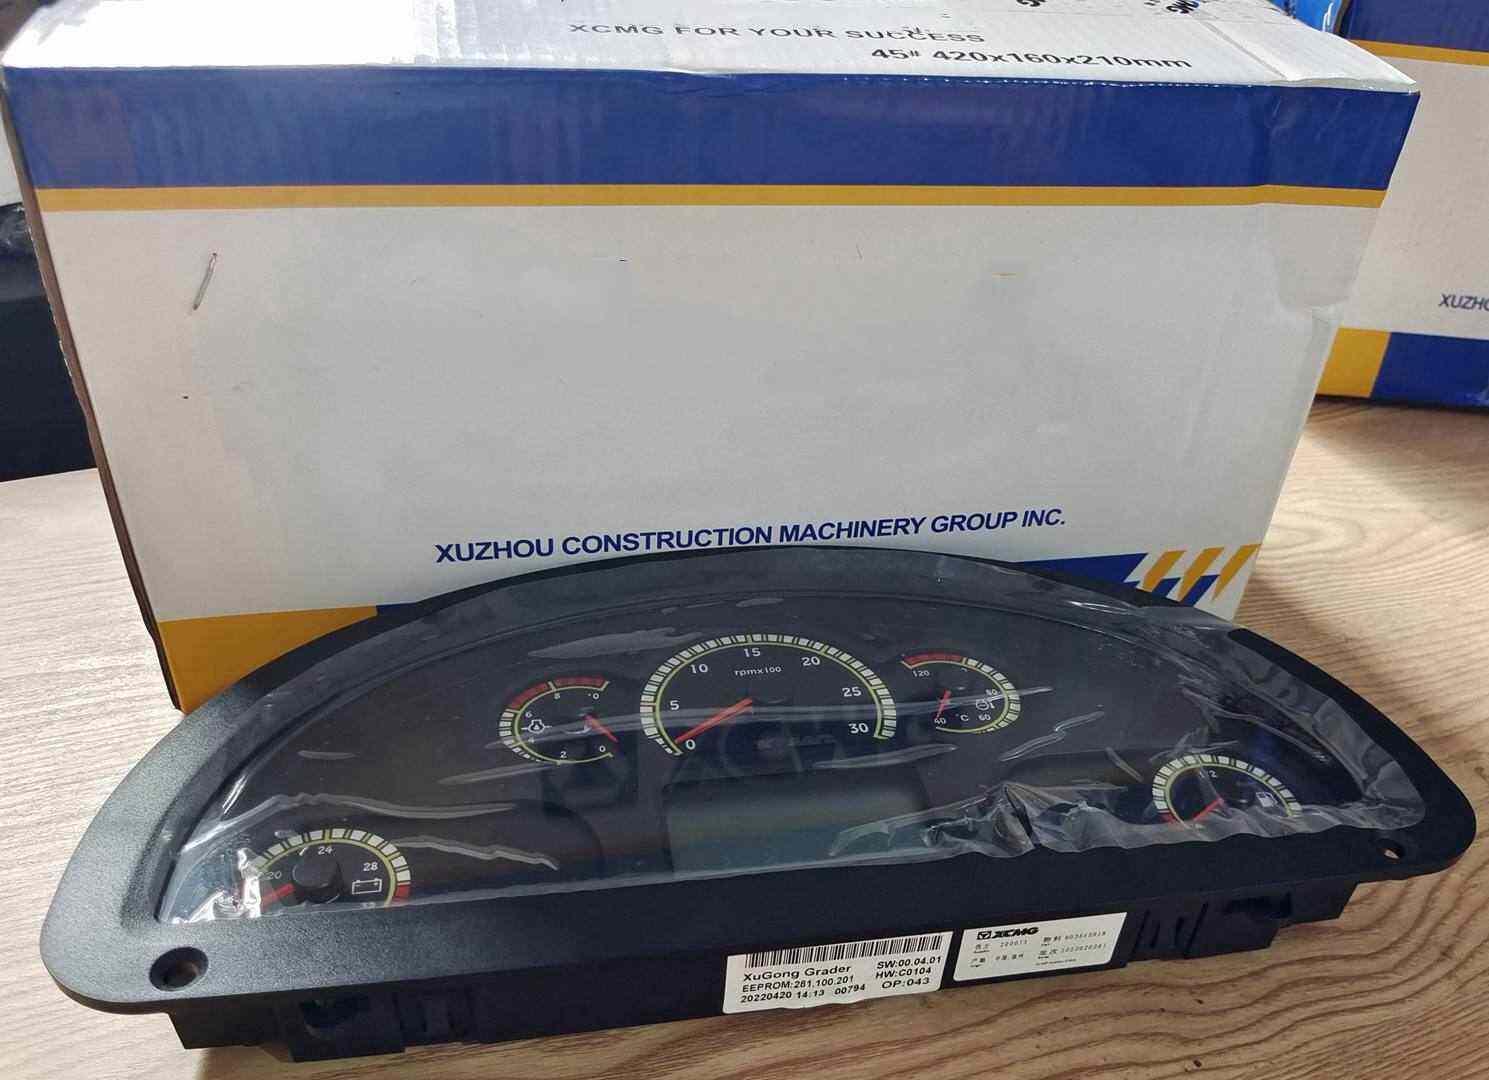 XCMG FOR YOUR SUCCESS
45# 420x160x210mm
XUZHOU CONSTRUCTION MACHINERY GROUP INC.
0
5
10
15
20
25
30
rpmx100
0
2
6
8
120
60
°C
20
24
28
XuGong Grader
EEPROM:281.100.201
20220420 14:13 00794
SW:00.04.01
HW:C0104
OP:043
XCMG